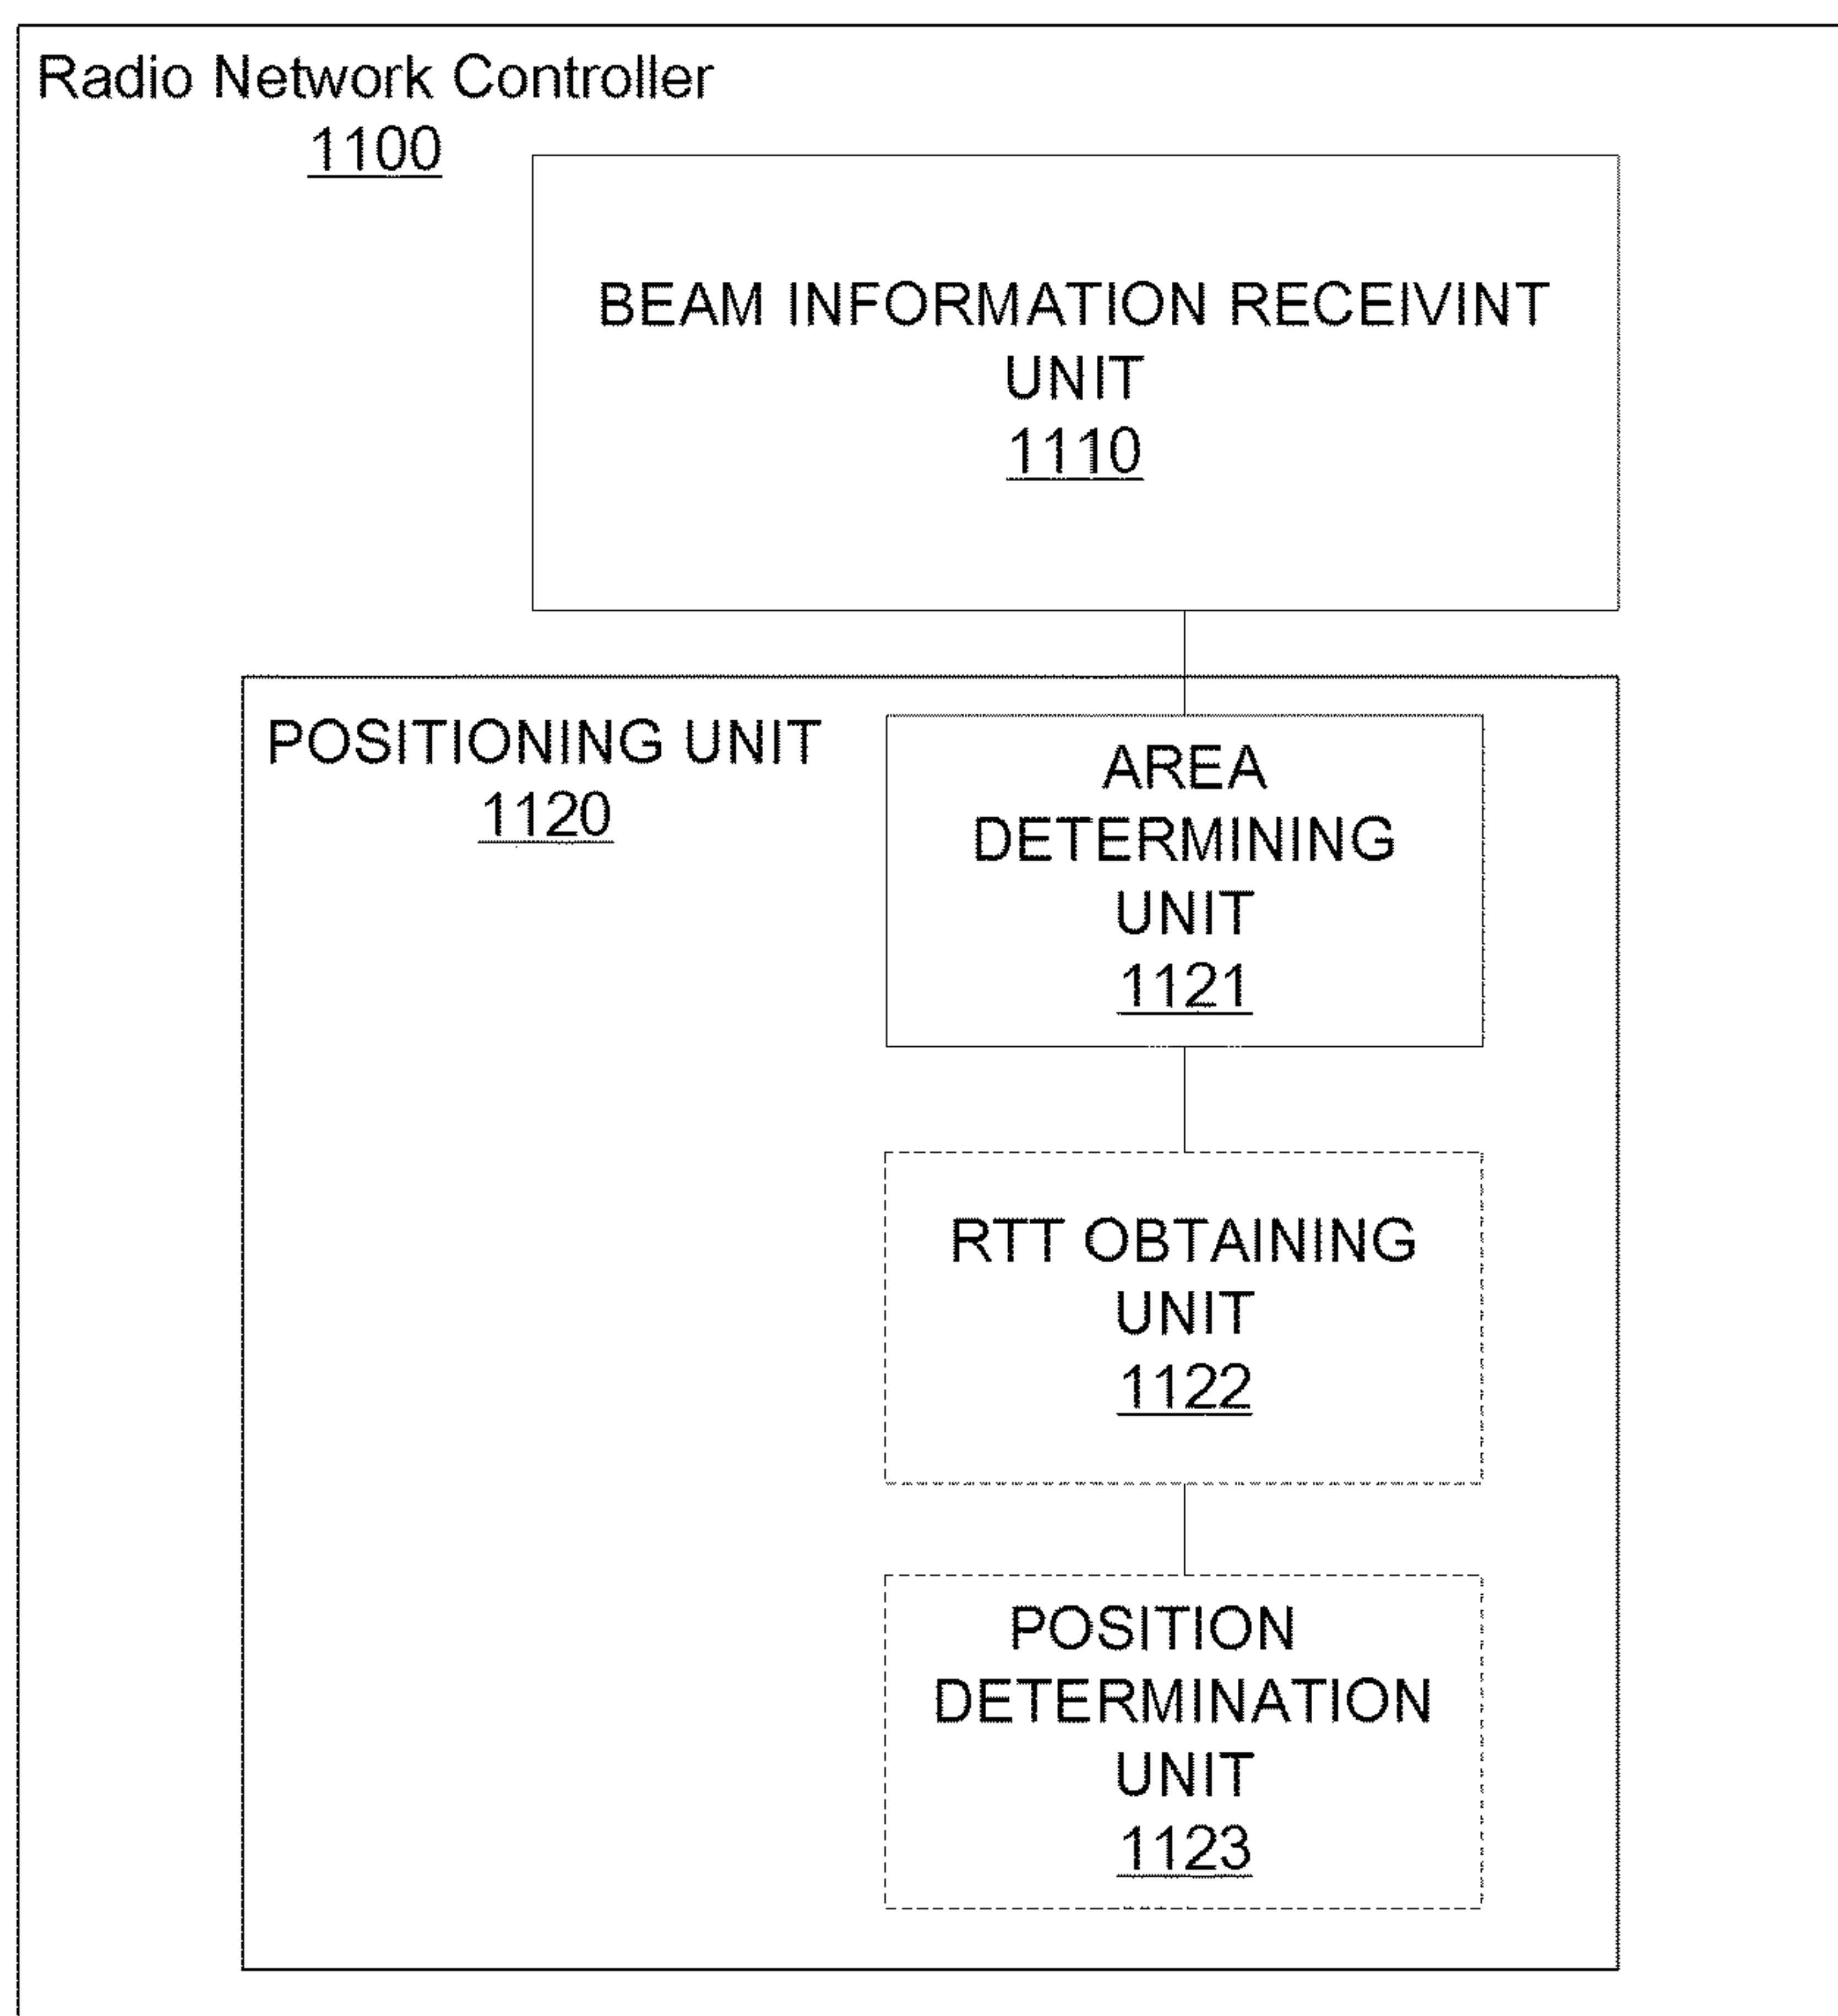 Radio Network Controller
1100
BEAM INFORMATION RECEIVINT
UNIT
1110
POSITIONING UNIT
1120
AREA
DETERMINING
UNIT
1121
RTT OBTAINING
UNIT
1122
POSITION
DETERMINATION
UNIT
1123